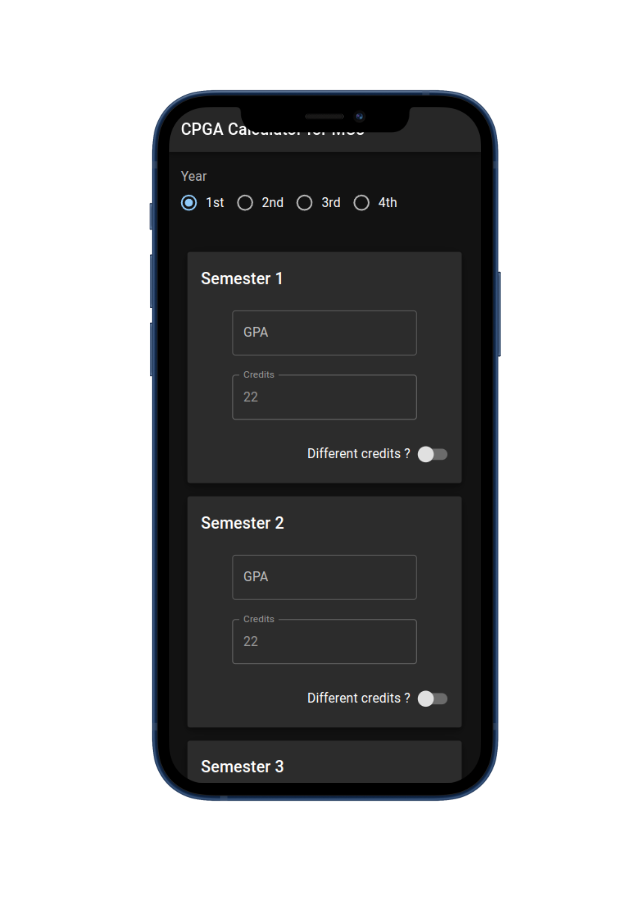 CPGA Calculator for
Year
1st 2nd 3rd 4th
Semester 1
GPA
Credits
22
Different credits ?
Semester 2
GPA
Credits
22
Different credits ?
Semester 3